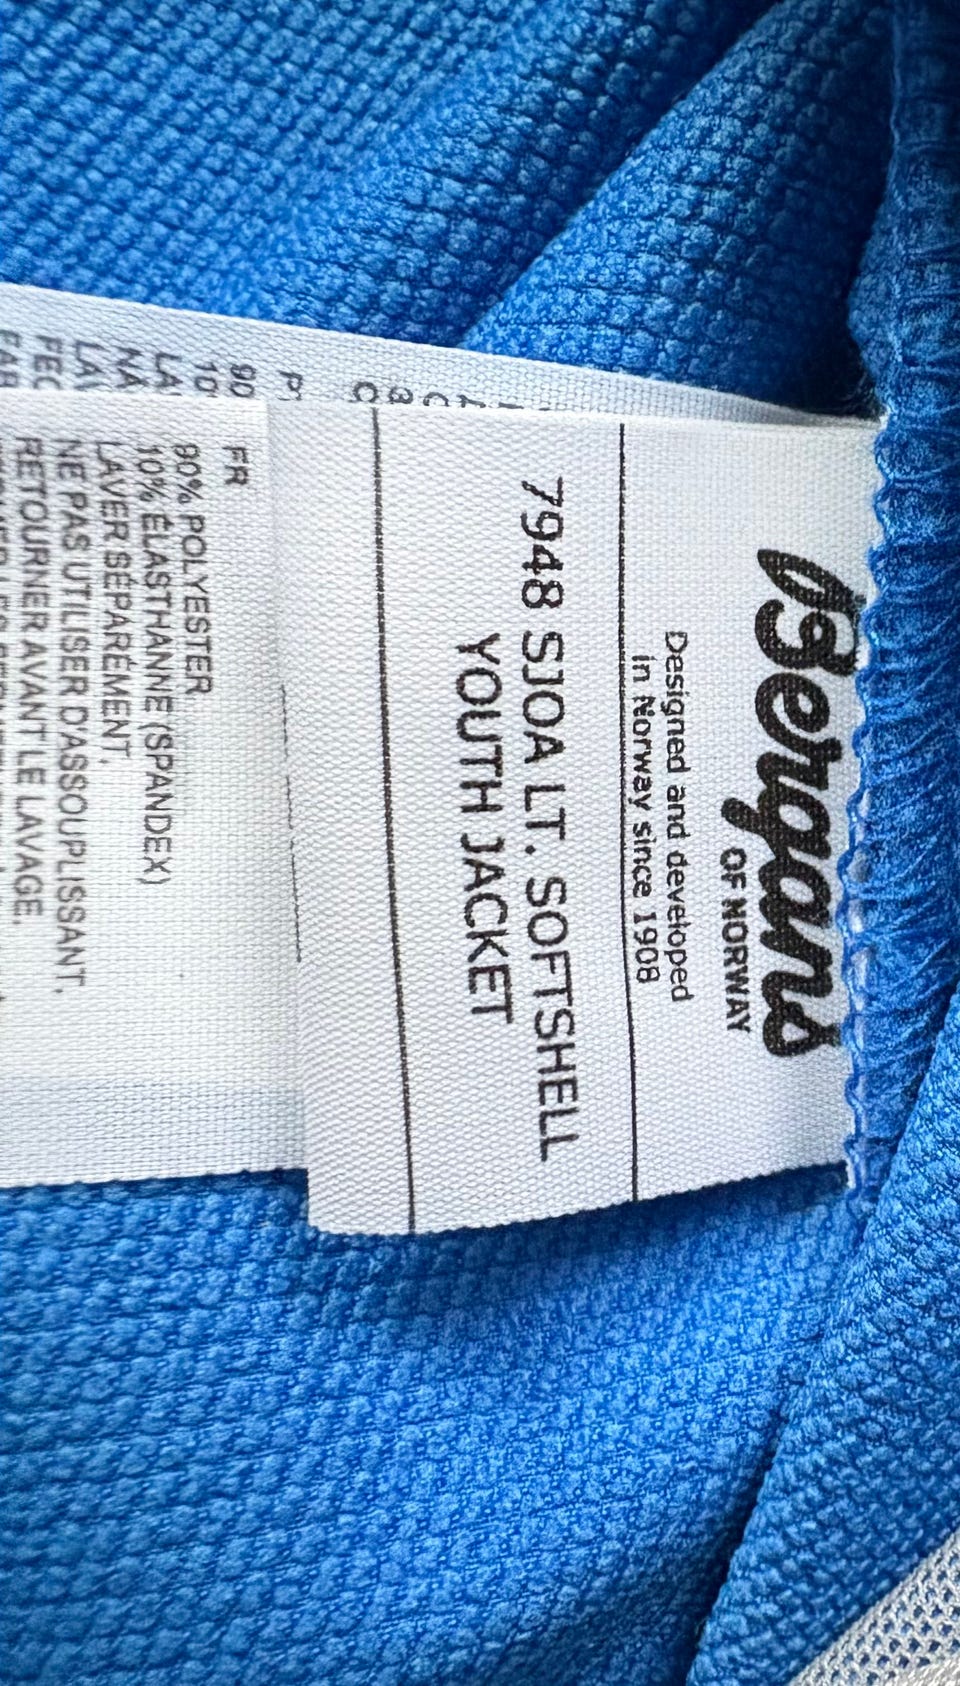 Bergans
OF NORWAY
Designed and developed
in Norway since 1908
7948 SJOA LT. SOFTSHELL
YOUTH JACKET
FR
90% POLYESTER
10% ÉLASTHANNE (SPANDEX)
LAVER SÉPARÉMENT.
NE PAS UTILISER D'ASSOUPLISSANT.
RETOURNER AVANT LE LAVAGE.